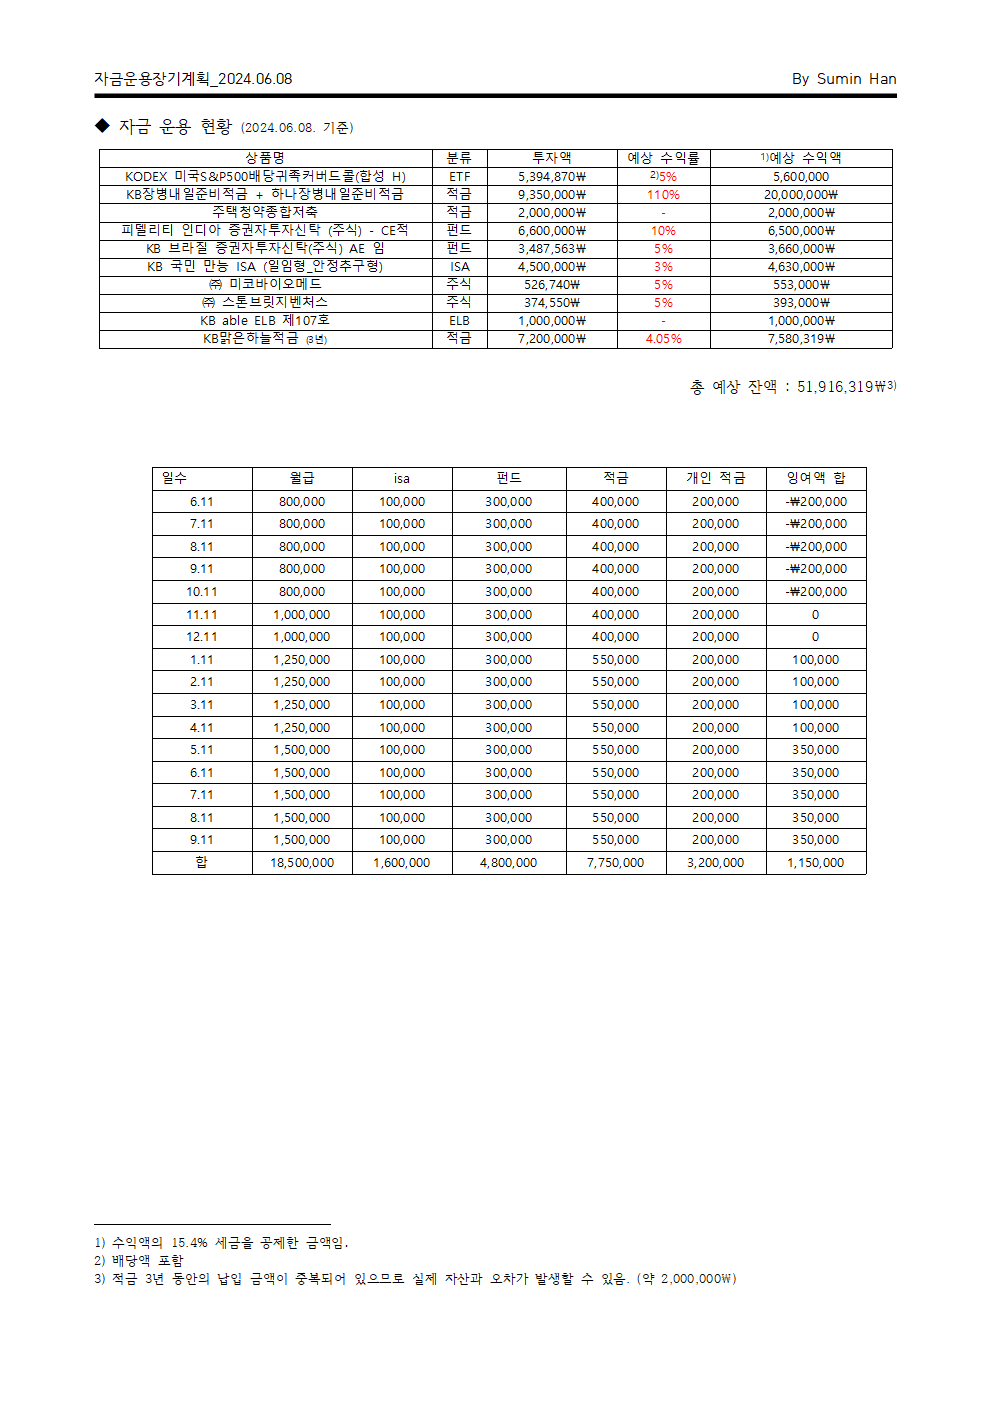 자금운용장기계획_2024.06.08 By Sumin Han
◆ 자금 운용 현황 (2024.06.08. 기준)
상품명 분류 투자액 예상 수익률 1)예상 수익액
KODEX 미국S&P500배당귀족커버드콜(합성 H) ETF 5,394,870₩ 2)5% 5,600,000
KB장병내일준비적금 + 하나장병내일준비적금 적금 9,350,000₩ 110% 20,000,000₩
주택청약종합저축 적금 2,000,000₩ - 2,000,000₩
피델리티 인디아 증권자투자신탁 (주식) - CE적 펀드 6,600,000₩ 10% 6,500,000₩
KB 브라질 증권자투자신탁(주식) AE 임 펀드 3,487,563₩ 5% 3,660,000₩
KB 국민 만능 ISA (일임형_안정추구형) ISA 4,500,000₩ 3% 4,630,000₩
㈜ 미코바이오메드 주식 526,740₩ 5% 553,000₩
㈜ 스톤브릿지벤처스 주식 374,550₩ 5% 393,000₩
KB able ELB 제107호 ELB 1,000,000₩ - 1,000,000₩
KB맑은하늘적금 (3년) 적금 7,200,000₩ 4.05% 7,580,319₩
총 예상 잔액 : 51,916,319₩3)
일수 월급 isa 펀드 적금 개인 적금 잉여액 합
6.11 800,000 100,000 300,000 400,000 200,000 -₩200,000
7.11 800,000 100,000 300,000 400,000 200,000 -₩200,000
8.11 800,000 100,000 300,000 400,000 200,000 -₩200,000
9.11 800,000 100,000 300,000 400,000 200,000 -₩200,000
10.11 800,000 100,000 300,000 400,000 200,000 -₩200,000
11.11 1,000,000 100,000 300,000 400,000 200,000 0
12.11 1,000,000 100,000 300,000 400,000 200,000 0
1.11 1,250,000 100,000 300,000 550,000 200,000 100,000
2.11 1,250,000 100,000 300,000 550,000 200,000 100,000
3.11 1,250,000 100,000 300,000 550,000 200,000 100,000
4.11 1,250,000 100,000 300,000 550,000 200,000 100,000
5.11 1,500,000 100,000 300,000 550,000 200,000 350,000
6.11 1,500,000 100,000 300,000 550,000 200,000 350,000
7.11 1,500,000 100,000 300,000 550,000 200,000 350,000
8.11 1,500,000 100,000 300,000 550,000 200,000 350,000
9.11 1,500,000 100,000 300,000 550,000 200,000 350,000
합 18,500,000 1,600,000 4,800,000 7,750,000 3,200,000 1,150,000
1) 수익액의 15.4% 세금을 공제한 금액임.
2) 배당액 포함
3) 적금 3년 동안의 납입 금액이 중복되어 있으므로 실제 자산과 오차가 발생할 수 있음. (약 2,000,000₩)